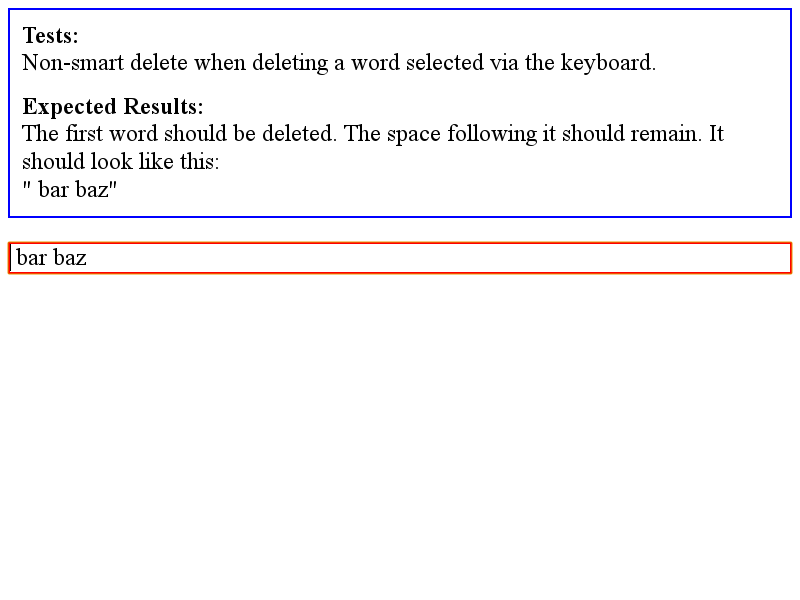 Tests:
Non-smart delete when deleting a word selected via the keyboard.
Expected Results:
The first word should be deleted. The space following it should remain. It
should look like this:
" bar baz"
bar baz